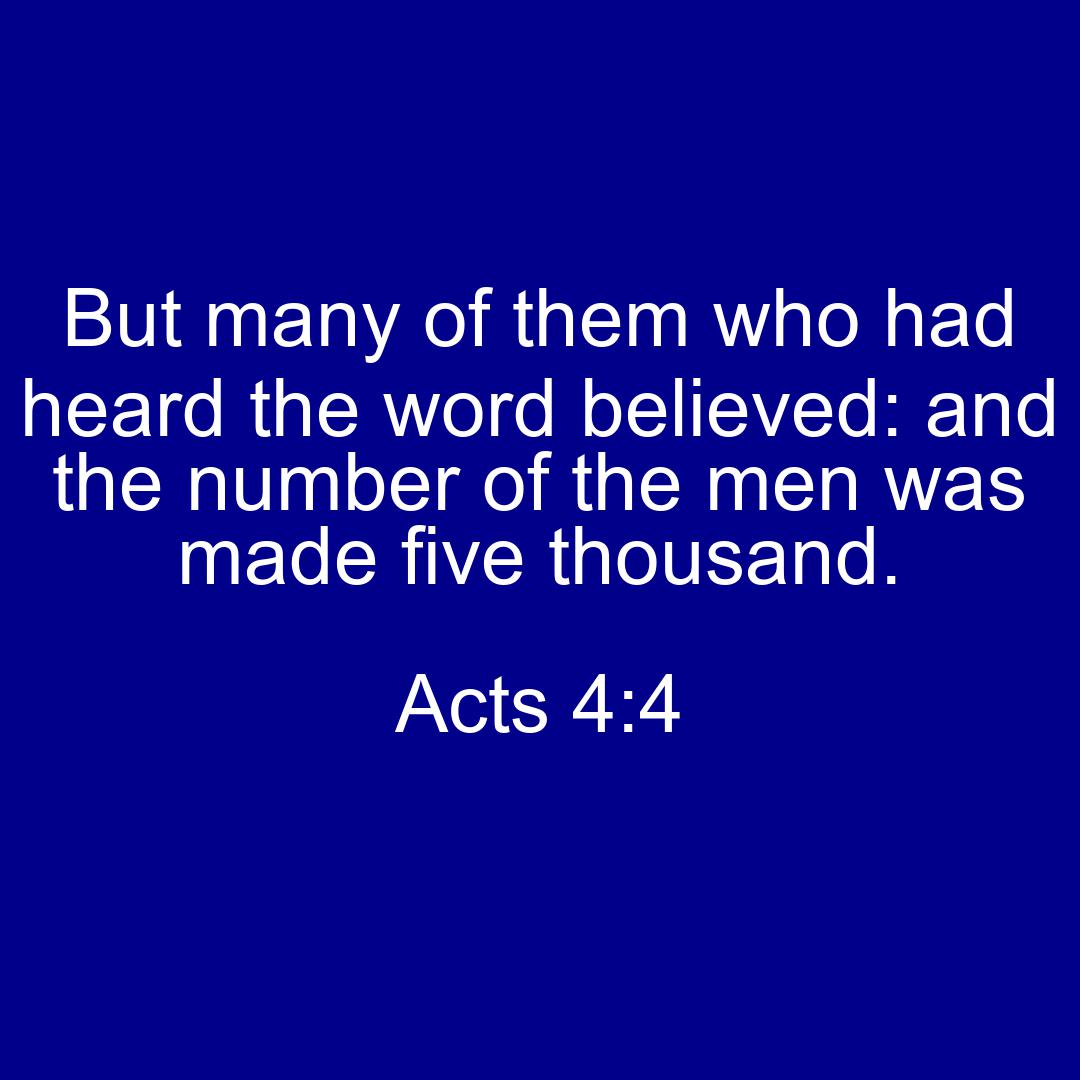 But many of them who had
heard the word believed: and
the number of the men was
made five thousand.
Acts 4:4